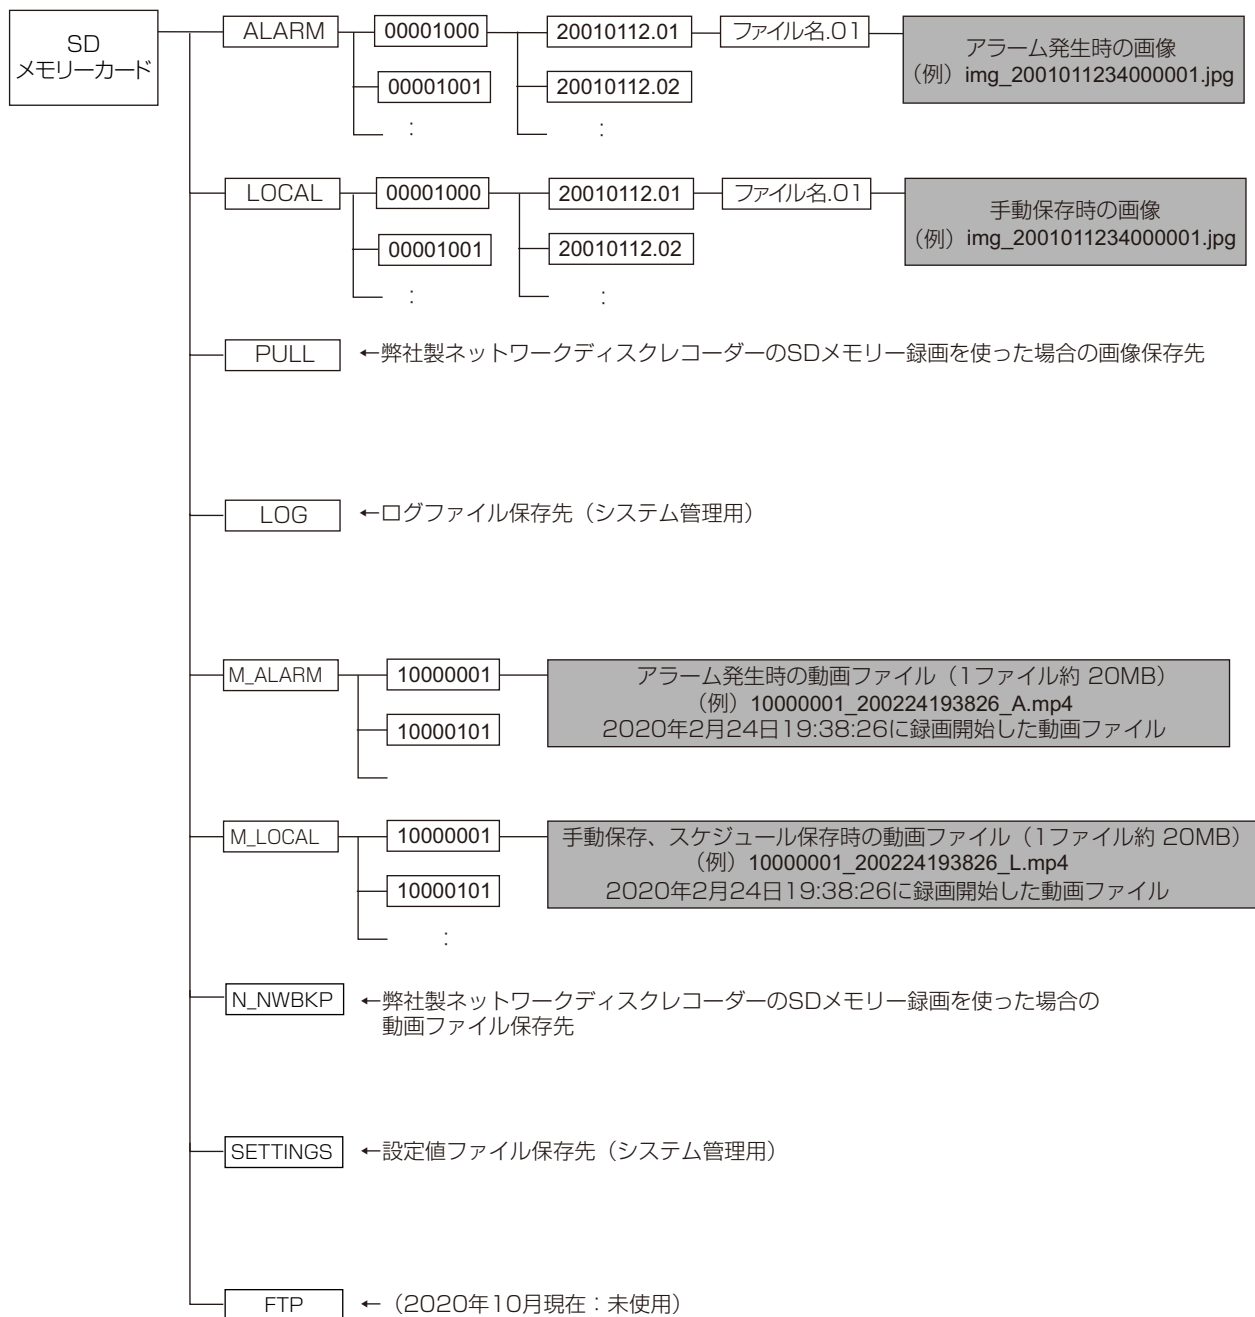 SD
メモリーカード
ALARM
00001000
20010112.01
ファイル名.01
アラーム発生時の画像
（例）img_2001011234000001.jpg
00001001
20010112.02
:
:
LOCAL
00001000
20010112.01
ファイル名.01
手動保存時の画像
（例）img_2001011234000001.jpg
00001001
20010112.02
:
:
PULL
←弊社製ネットワークディスクレコーダーのSDメモリー録画を使った場合の画像保存先
LOG
←ログファイル保存先（システム管理用）
M_ALARM
10000001
アラーム発生時の動画ファイル（1ファイル約 20MB）
（例）10000001_200224193826_A.mp4
2020年2月24日19:38:26に録画開始した動画ファイル
10000101
M_LOCAL
10000001
手動保存、スケジュール保存時の動画ファイル（1ファイル約 20MB）
（例）10000001_200224193826_L.mp4
2020年2月24日19:38:26に録画開始した動画ファイル
10000101
:
N_NWBKP
←弊社製ネットワークディスクレコーダーのSDメモリー録画を使った場合の
動画ファイル保存先
SETTINGS
←設定値ファイル保存先（システム管理用）
FTP
←（2020年10月現在：未使用）